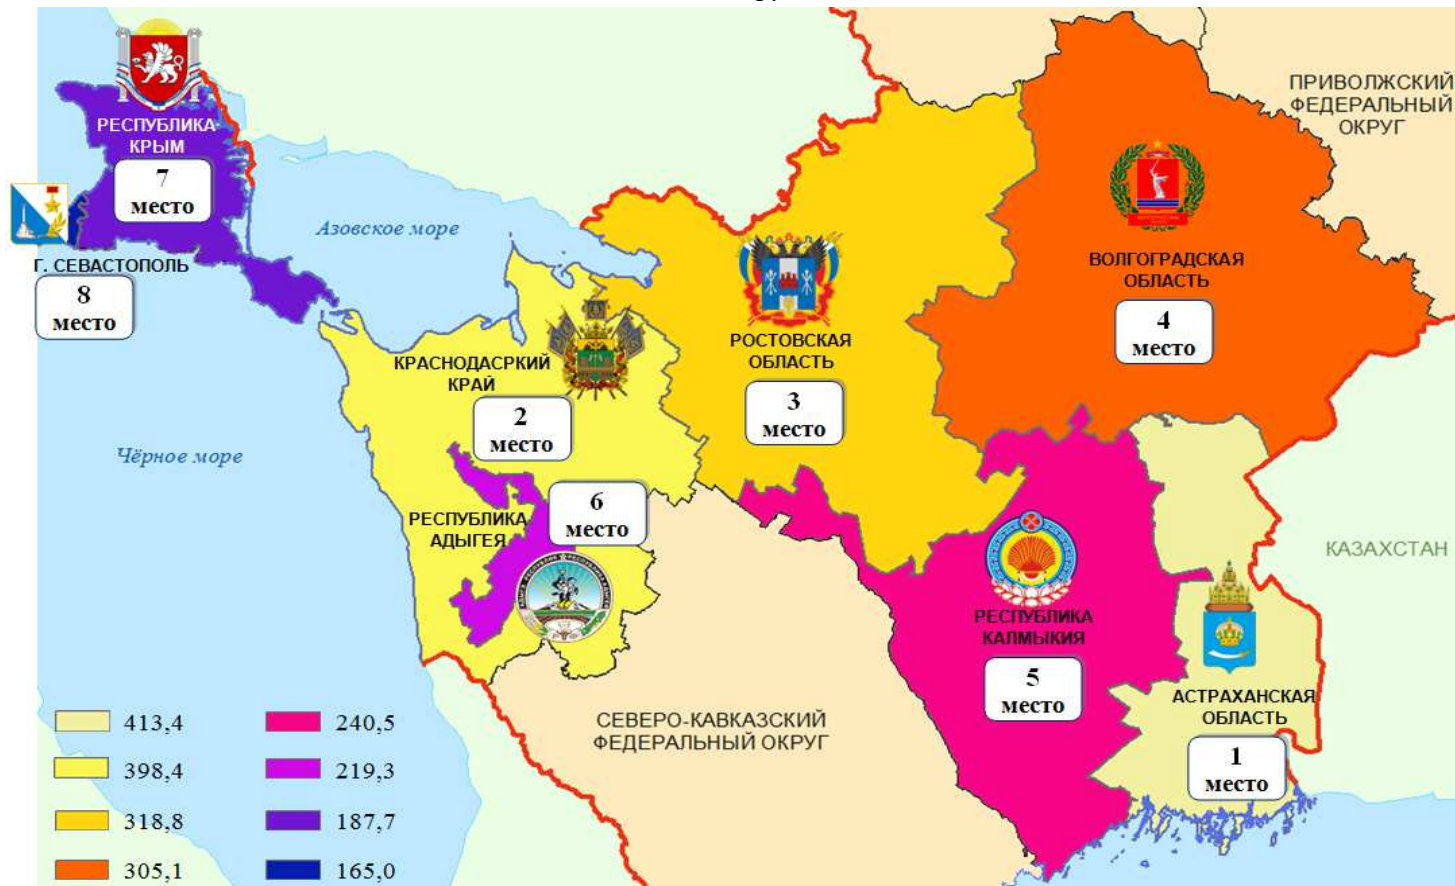 ПРИВОЛЖСКИЙ
ФЕДЕРАЛЬНЫЙ
ОКРУГ
РЕСПУБЛИКА
КРЫМ
7
место
Г. СЕВАСТОПОЛЬ
8
место
Азовское море
ВОЛГОГРАДСКАЯ
ОБЛАСТЬ
4
место
РОСТОВСКАЯ
ОБЛАСТЬ
3
место
КРАСНОДАСРКИЙ
КРАЙ
2
место
Чёрное море
6
место
РЕСПУБЛИКА
АДЫГЕЯ
КАЗАХСТАН
РЕСПУБЛИКА
КАЛМЫКИЯ
5
место
АСТРАХАНСКАЯ
ОБЛАСТЬ
1
место
СЕВЕРО-КАВКАЗСКИЙ
ФЕДЕРАЛЬНЫЙ ОКРУГ
413,4
398,4
318,8
305,1
240,5
219,3
187,7
165,0